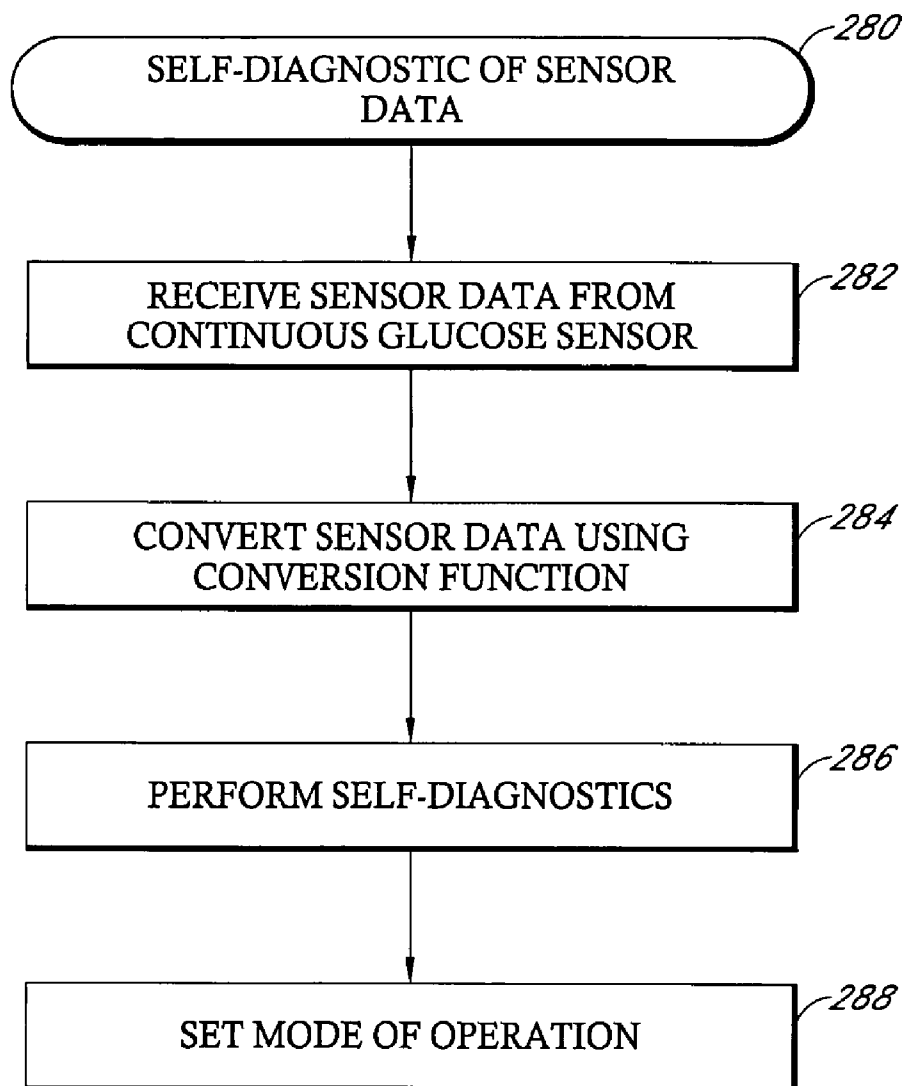 280
SELF-DIAGNOSTIC OF SENSOR
DATA
282
RECEIVE SENSOR DATA FROM
CONTINUOUS GLUCOSE SENSOR
284
CONVERT SENSOR DATA USING
CONVERSION FUNCTION
286
PERFORM SELF-DIAGNOSTICS
288
SET MODE OF OPERATION